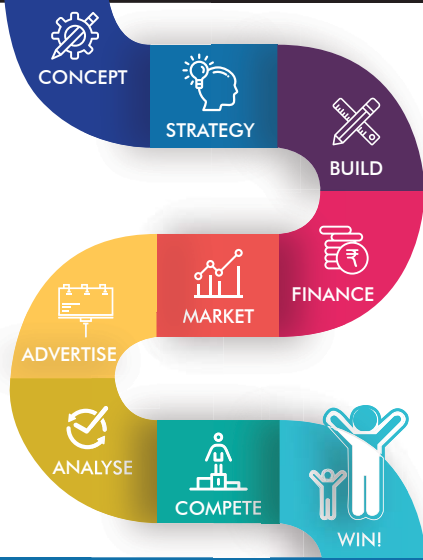 CONCEPT
STRATEGY
BUILD
FINANCE
MARKET
ADVERTISE
ANALYSE
COMPETE
WIN!